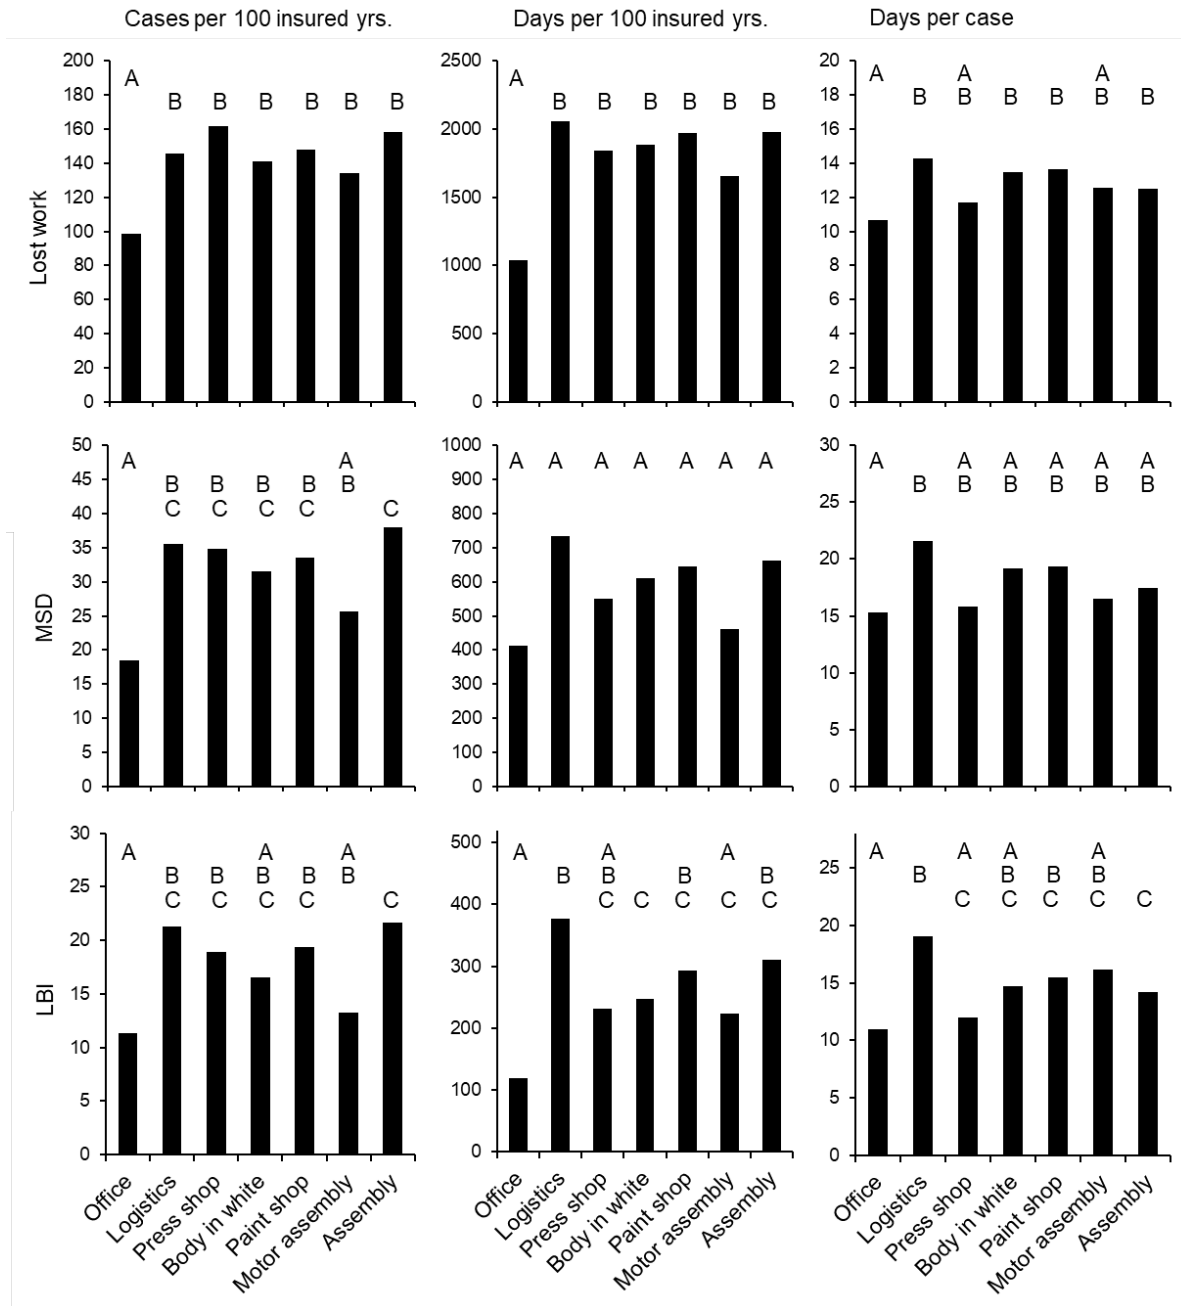 Cases per 100 insured yrs.
Days per 100 insured yrs.
Days per case
Lost work
200
180
160
140
120
100
80
60
40
20
0
A B B B B B B
2500
2000
1500
1000
500
0
A B B B B B B
20
18
16
14
12
10
8
6
4
2
0
A A A
B B B B B B
MSD
50
45
40
35
30
25
20
15
10
5
0
A A
B B B B B
C C C C C
1000
900
800
700
600
500
400
300
200
100
0
A A A A A A A
30
25
20
15
10
5
0
A A A A A A
B B B B B B
LBI
30
25
20
15
10
5
0
A A A
B B B B B
C C C C C
500
400
300
200
100
0
A A A
B B B B
C C C C C
25
20
15
10
5
0
A A A A
B B B B
C C C C C
Office
Logistics
Press shop
Body in white
Paint shop
Motor assembly
Assembly
Office
Logistics
Press shop
Body in white
Paint shop
Motor assembly
Assembly
Office
Logistics
Press shop
Body in white
Paint shop
Motor assembly
Assembly